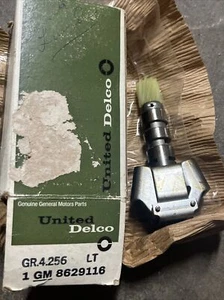 United
Delco
Genuine General Motors Parts
United
Delco
GR.4.256 LT
1 GM 8629116